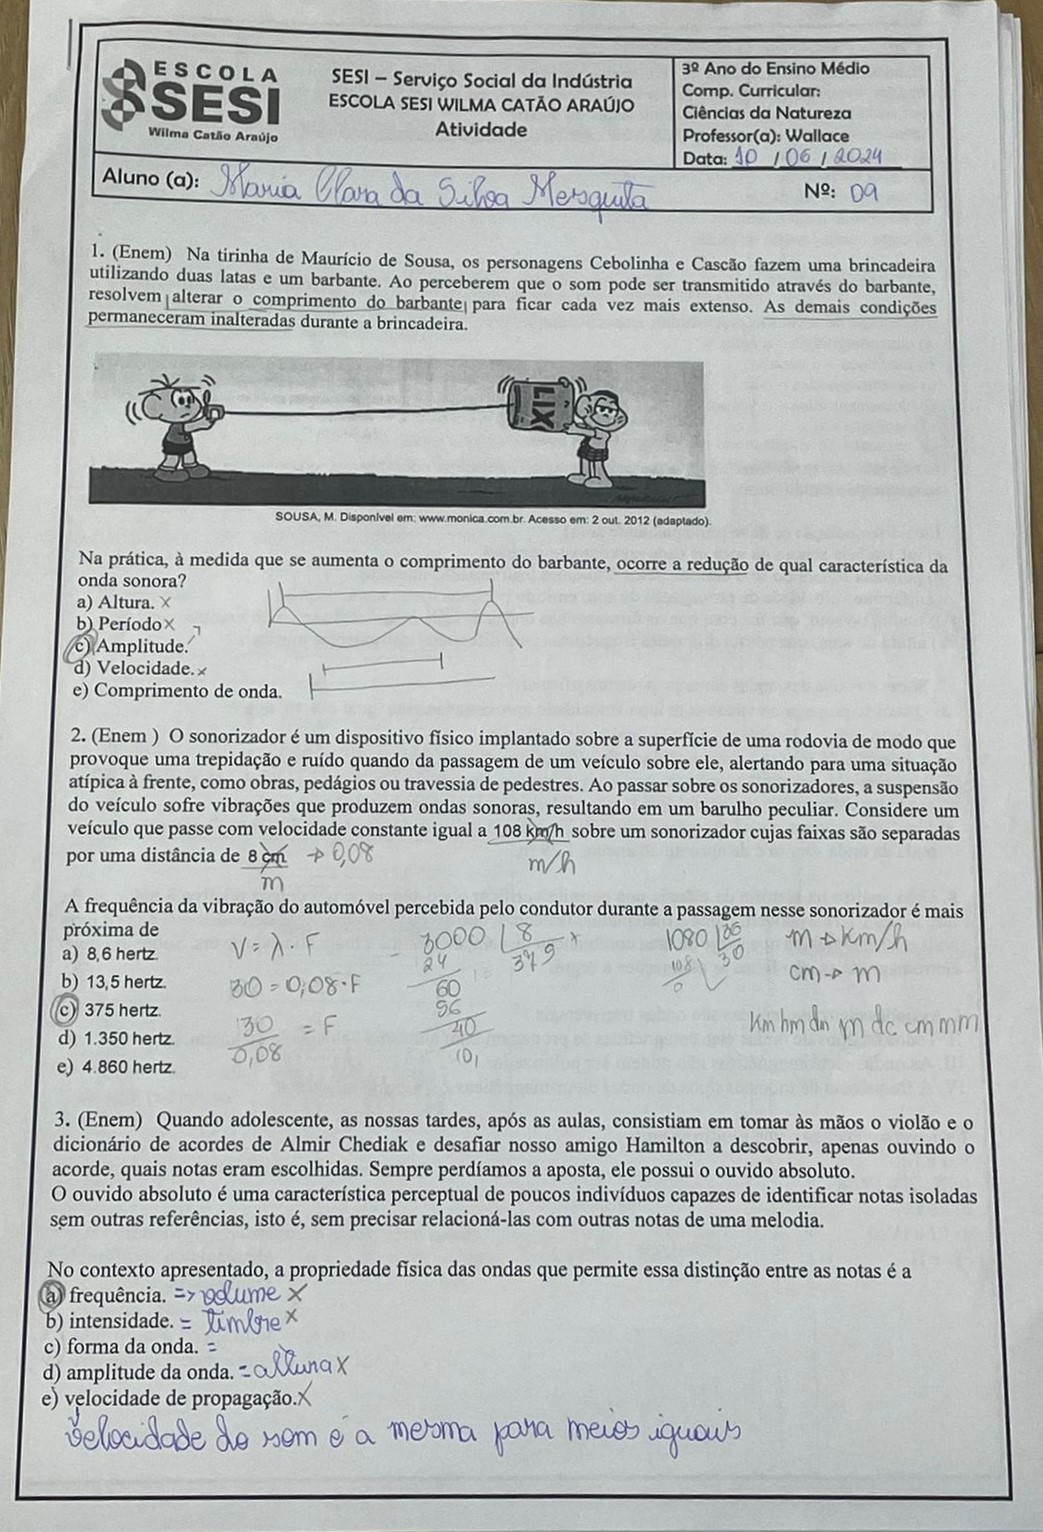 ESCOLA
SESI
Wilma Catão Araújo
SESI – Serviço Social da Indústria
ESCOLA SESI WILMA CATÃO ARAÚJO
Atividade
3º Ano do Ensino Médio
Comp. Curricular:
Ciências da Natureza
Professor(a): Wallace
Data: 10 / 06 / 2024
Aluno (a): Maria Clara da Silva Mesquita Nº: 09
1. (Enem) Na tirinha de Maurício de Sousa, os personagens Cebolinha e Cascão fazem uma brincadeira
utilizando duas latas e um barbante. Ao perceberem que o som pode ser transmitido através do barbante,
resolvem alterar o comprimento do barbante para ficar cada vez mais extenso. As demais condições
permaneceram inalteradas durante a brincadeira.
LIX
SOUSA, M. Disponível em: www.monica.com.br. Acesso em: 2 out. 2012 (adaptado).
Na prática, à medida que se aumenta o comprimento do barbante, ocorre a redução de qual característica da
onda sonora?
a) Altura. X
b) Período X
c) Amplitude.
d) Velocidade. x
e) Comprimento de onda.
2. (Enem ) O sonorizador é um dispositivo físico implantado sobre a superfície de uma rodovia de modo que
provoque uma trepidação e ruído quando da passagem de um veículo sobre ele, alertando para uma situação
atípica à frente, como obras, pedágios ou travessia de pedestres. Ao passar sobre os sonorizadores, a suspensão
do veículo sofre vibrações que produzem ondas sonoras, resultando em um barulho peculiar. Considere um
veículo que passe com velocidade constante igual a 108 km/h sobre um sonorizador cujas faixas são separadas
por uma distância de 8 cm → 0,08
m
m/h
A frequência da vibração do automóvel percebida pelo condutor durante a passagem nesse sonorizador é mais
próxima de
a) 8,6 hertz.
b) 13,5 hertz.
c) 375 hertz.
d) 1.350 hertz.
e) 4.860 hertz.
V = λ . F
30 = 0,08 . F
30 = F
0,08
3000 8
24 375
60
56
40
1080 36
108 30
0
m → km/h
cm → m
Km hm dm m dc cm mm
3. (Enem) Quando adolescente, as nossas tardes, após as aulas, consistiam em tomar às mãos o violão e o
dicionário de acordes de Almir Chediak e desafiar nosso amigo Hamilton a descobrir, apenas ouvindo o
acorde, quais notas eram escolhidas. Sempre perdíamos a aposta, ele possui o ouvido absoluto.
O ouvido absoluto é uma característica perceptual de poucos indivíduos capazes de identificar notas isoladas
sem outras referências, isto é, sem precisar relacioná-las com outras notas de uma melodia.
No contexto apresentado, a propriedade física das ondas que permite essa distinção entre as notas é a
a) frequência. => volume X
b) intensidade. = timbre x
c) forma da onda. =
d) amplitude da onda. = altura X
e) velocidade de propagação. X
velocidade do som é a mesma para meios iguais